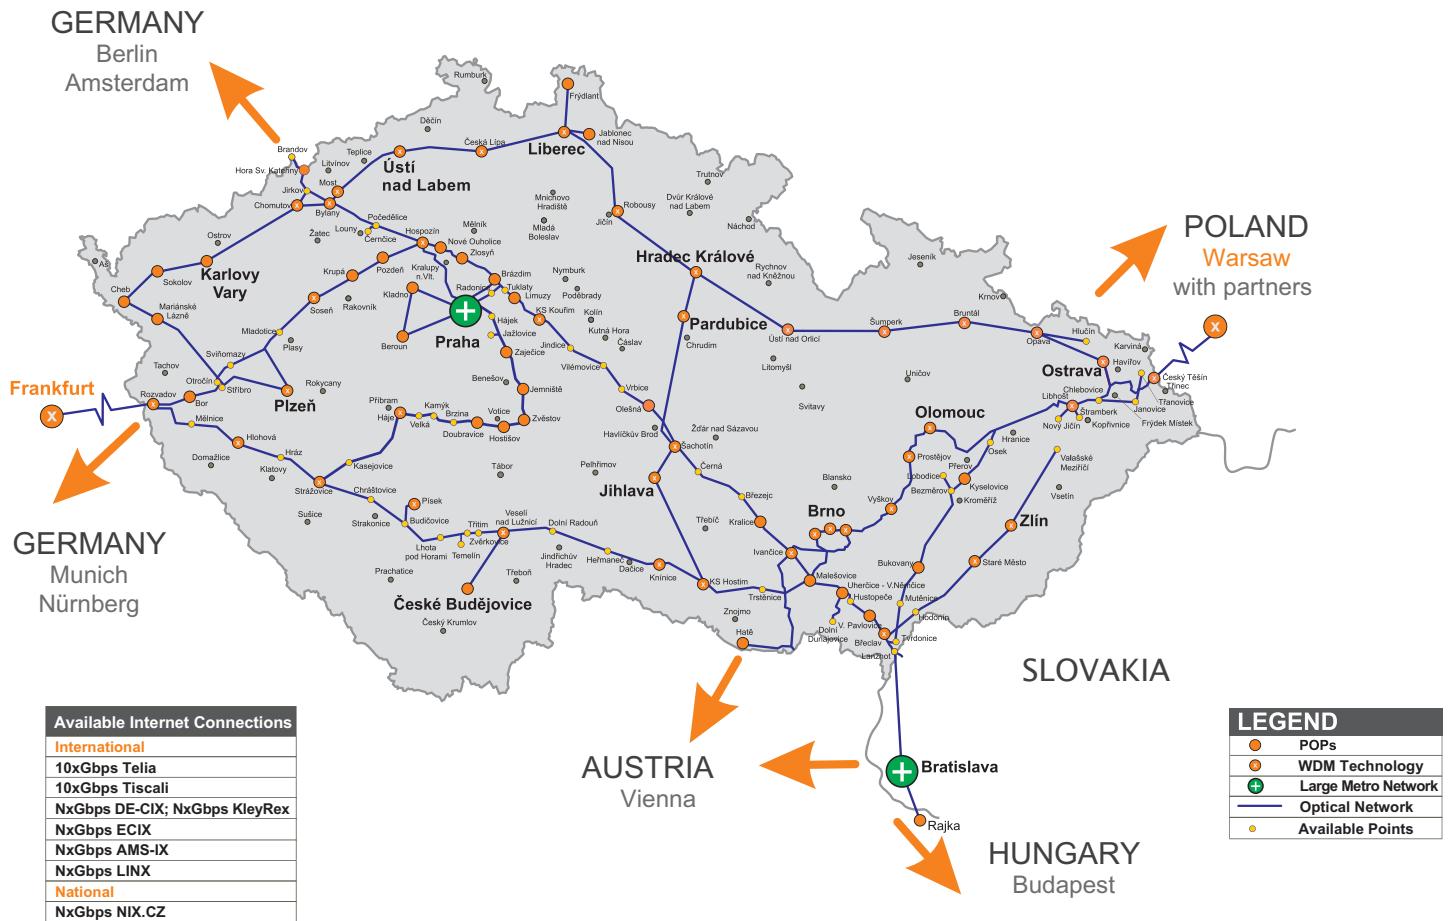 GERMANY
Berlin
Amsterdam
Rumburk
Frýdlant
Děčín
Česká Lípa
Jablonec
nad Nisou
Liberec
Brandov
Hora Sv. Kateřiny
Litvínov
Teplice
Ústí
nad Labem
Jirkov
Most
Chomutov
Bylany
Trutnov
Dvůr Králové
nad Labem
Mnichovo
Hradiště
Mladá
Boleslav
Jičín
Robousy
Náchod
Počedělice
Louny
Černčice
Žatec
Ostrov
Hospozín
Mělník
Nové Ouholice
Zlosyň
POLAND
Warsaw
with partners
Aš
Sokolov
Karlovy
Vary
Cheb
Mariánské
Lázně
Krupá
Pozdeň
Kralupy
n.Vlt.
Kladno
Radonice
Brázdim
Tuklaty
Limuzy
Nymburk
Poděbrady
Hradec Králové
Rychnov
nad Kněžnou
Jeseník
Krnov
Soseň
Rakovník
KS Kouřim
Kolín
Kutná Hora
Čáslav
Pardubice
Chrudim
Šumperk
Bruntál
Opava
Hlučín
Karviná
Havířov
Ostrava
Český Těšín
Třinec
Třanovice
Mladotice
Plasy
Beroun
Praha
Hájek
Jažlovice
Zaječice
Jindice
Vilémovice
Ústí nad Orlicí
Litomyšl
Svitavy
Uničov
Tachov
Sviňomazy
Otročín
Stříbro
Rokycany
Plzeň
Benešov
Jemniště
Vrbice
Olešná
Frankfurt
Rozvadov
Bor
Mělnice
Příbram
Háje
Kamýk
Velká
Brzina
Doubravice
Votice
Hostišov
Zvěstov
Havlíčkův Brod
Šachotín
Žďár nad Sázavou
Olomouc
Libhošť
Chlebovice
Štramberk
Nový Jičín
Kopřivnice
Janovice
Frýdek Místek
Hlohová
Domažlice
Hráz
Klatovy
Kasejovice
Tábor
Pelhřimov
Jihlava
Černá
Blansko
Prostějov
Lobodice
Přerov
Hranice
Osek
Valašské
Meziříčí
Strážovice
Chrášťovice
Sušice
Strakonice
Písek
Budičovice
Veselí
nad Lužnicí
Třitim
Zvěrkovice
Dolní Radouň
Březejc
Kralice
Třebíč
Brno
Vyškov
Bezměrov
Kyselovice
Kroměříž
Vsetín
Zlín
Lhota
pod Horami
Temelín
Jindřichův
Hradec
Heřmanec
Dačice
Knínice
Ivančice
Bukovany
Staré Město
GERMANY
Munich
Nürnberg
Prachatice
Třeboň
České Budějovice
Český Krumlov
KS Hostim
Trstěnice
Malešovice
Uherčice - V.Němčice
Hustopeče
Mutěnice
Hodonín
Znojmo
Hatě
Dolní
Dunajovice
V. Pavlovice
Břeclav
Tvrdonice
Lanžhot
SLOVAKIA
Bratislava
Rajka
AUSTRIA
Vienna
HUNGARY
Budapest
Available Internet Connections
International
10xGbps Telia
10xGbps Tiscali
NxGbps DE-CIX; NxGbps KleyRex
NxGbps ECIX
NxGbps AMS-IX
NxGbps LINX
National
NxGbps NIX.CZ
LEGEND
POPs
WDM Technology
Large Metro Network
Optical Network
Available Points